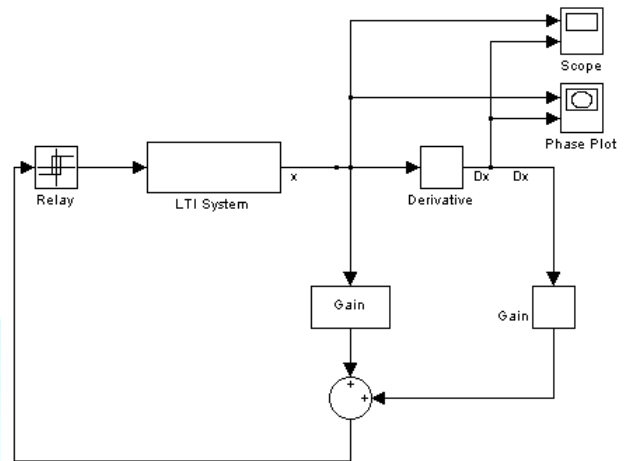 Scope
Phase Plot
Relay
LTI System
x
Derivative
Dx
Dx
Gain
Gain
+
+